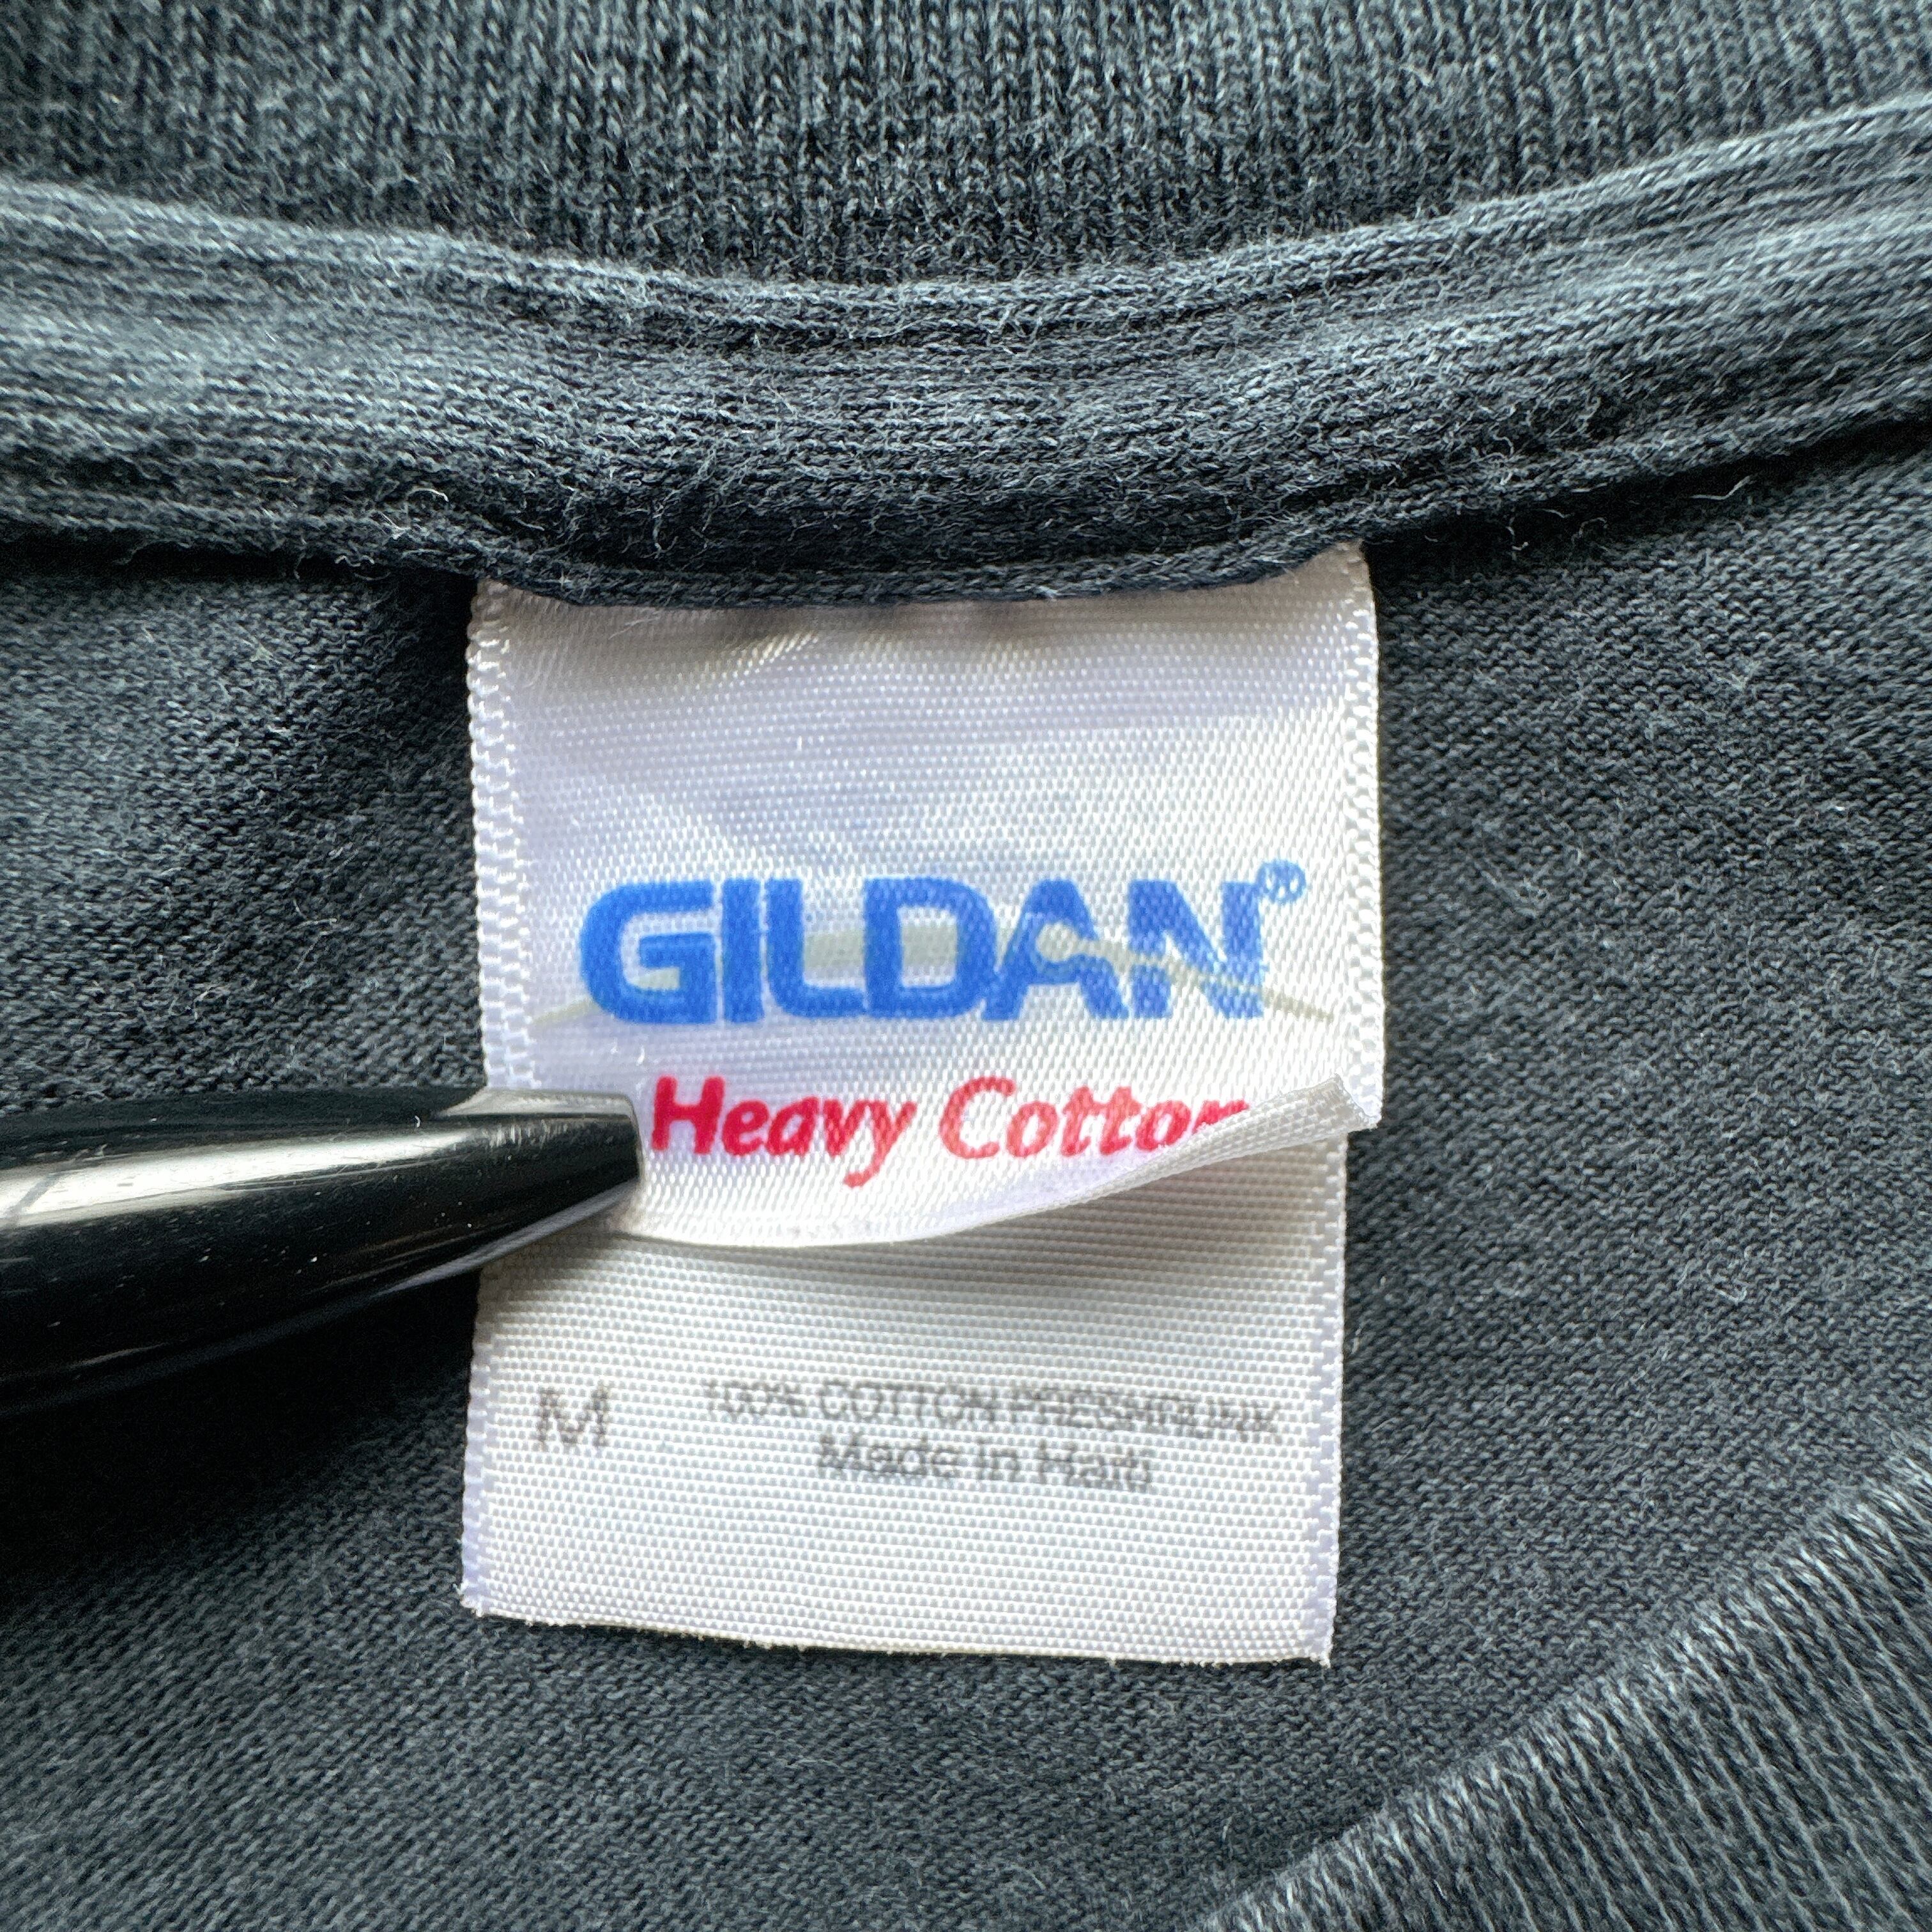 GILDAN®
Heavy Cotton
M 100% COTTON PRESHRUNK
Made in Haiti